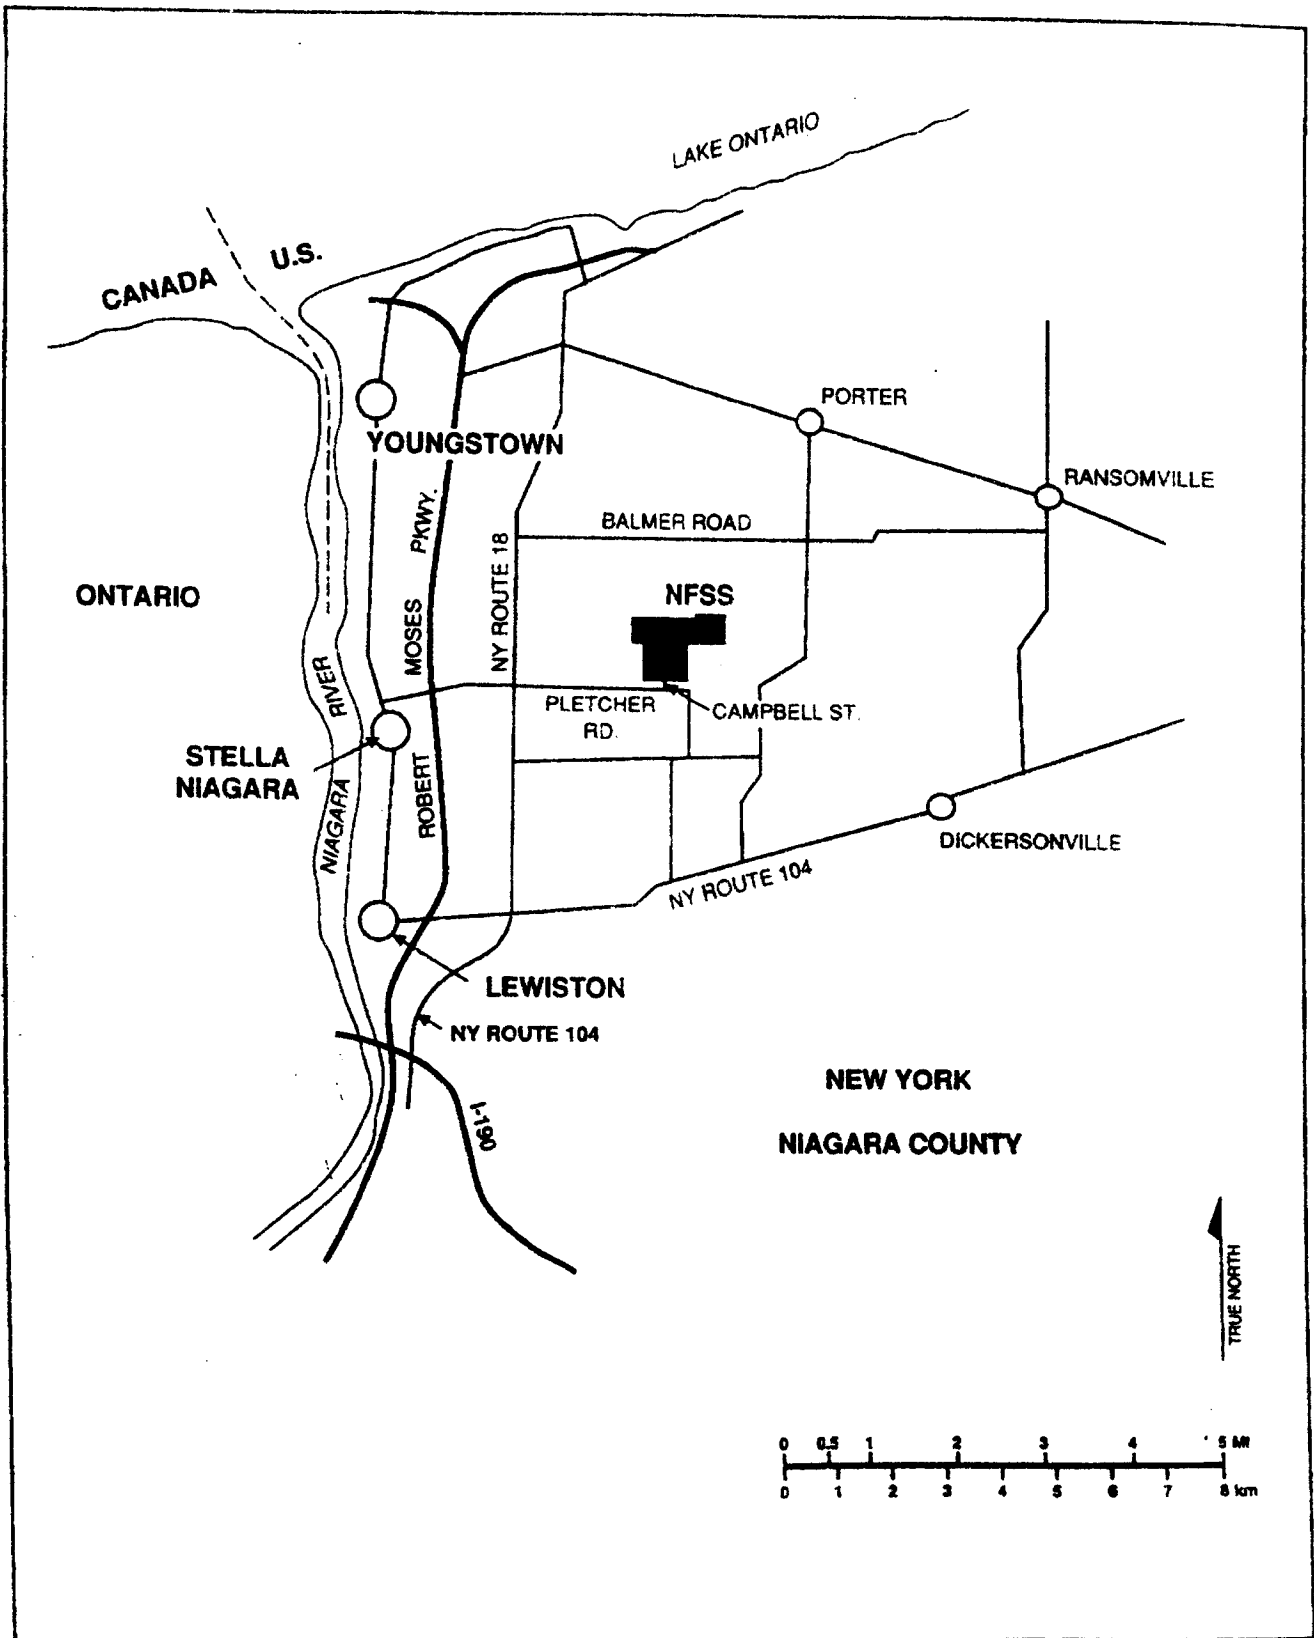 LAKE ONTARIO
U.S.
CANADA
PORTER
YOUNGSTOWN
RANSOMVILLE
BALMER ROAD
ROBERT MOSES PKWY.
NY ROUTE 18
ONTARIO
NFSS
NIAGARA RIVER
PLETCHER
RD.
CAMPBELL ST.
STELLA
NIAGARA
DICKERSONVILLE
NY ROUTE 104
LEWISTON
NY ROUTE 104
I-190
NEW YORK
NIAGARA COUNTY
TRUE NORTH
0 0.5 1 2 3 4 5 MI
0 1 2 3 4 5 6 7 8 km